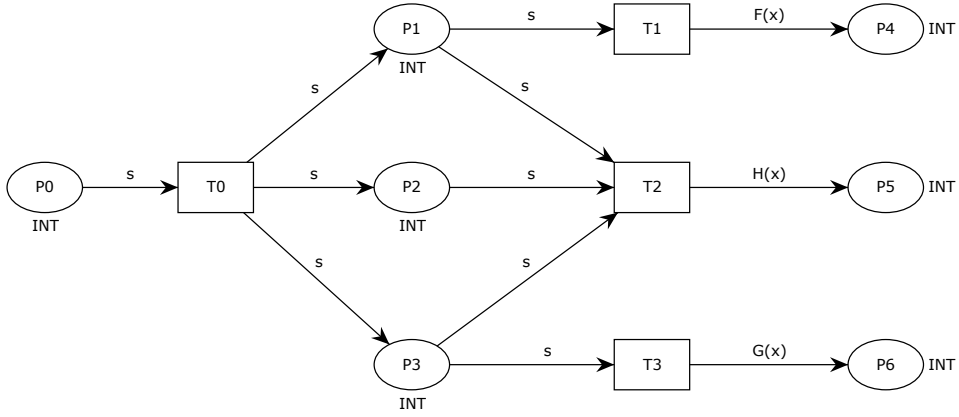 P1
INT
s
T1
F(x)
P4
INT
s
s
P0
INT
s
T0
s
P2
INT
s
T2
H(x)
P5
INT
s
s
P3
INT
s
T3
G(x)
P6
INT